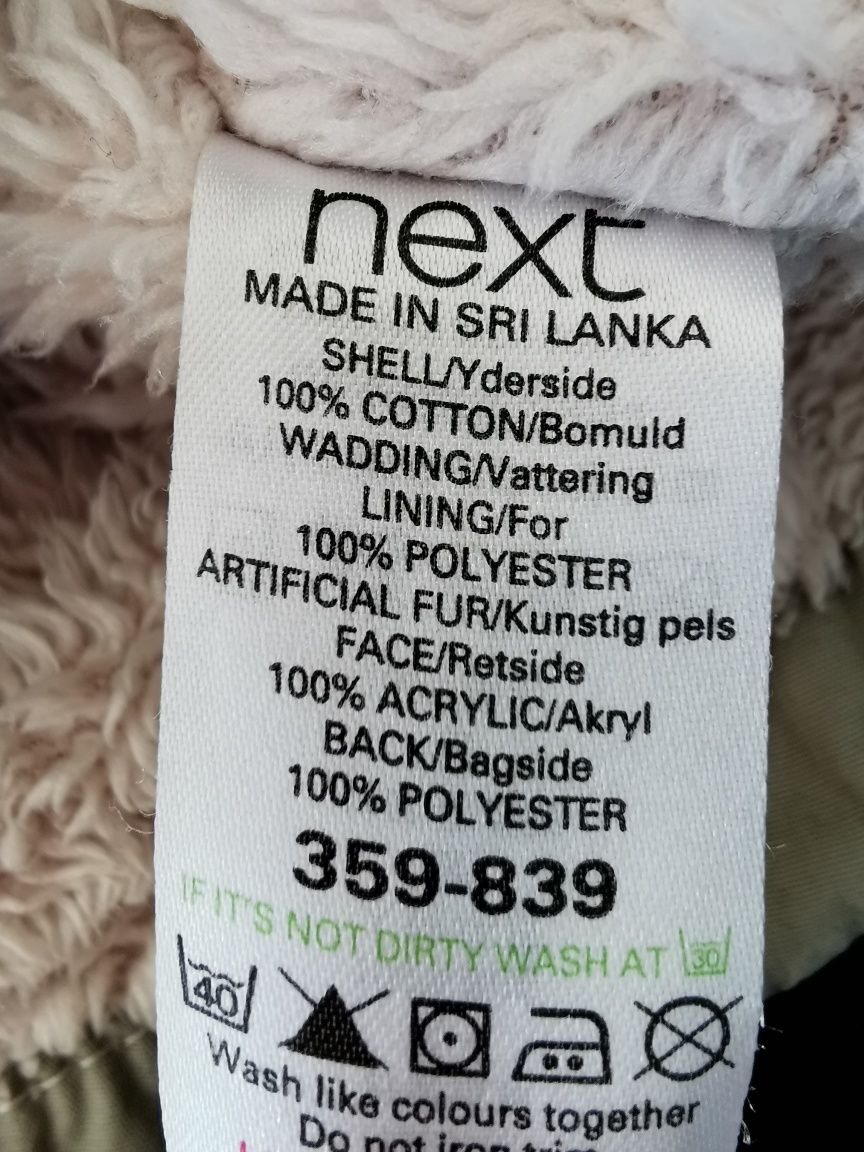 next
MADE IN SRI LANKA
SHELL/Yderside
100% COTTON/Bomuld
WADDING/Vattering
LINING/For
100% POLYESTER
ARTIFICIAL FUR/Kunstig pels
FACE/Retside
100% ACRYLIC/Akryl
BACK/Bagside
100% POLYESTER
359-839
IF IT'S NOT DIRTY WASH AT 30
40
Wash like colours together
Do not iron trim